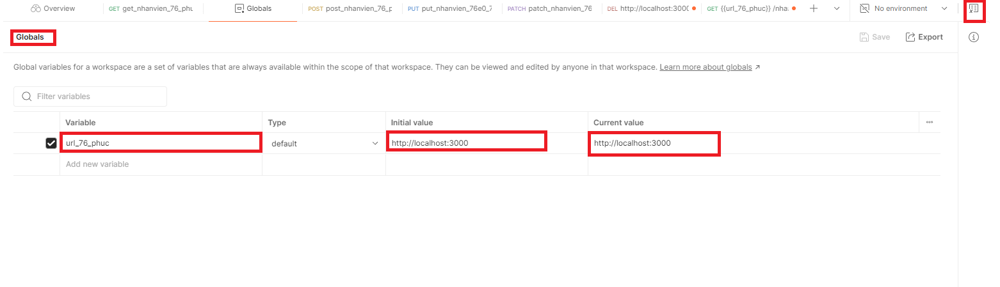 Overview GET get_nhanvien_76_phu Globals POST post_nhanvien_76_p PUT put_nhanvien_76e0_7 PATCH patch_nhanvien_76 DEL http://localhost:3000 GET {{url_76_phuc}} /nha No environment
Globals Save Export
Global variables for a workspace are a set of variables that are always available within the scope of that workspace. They can be viewed and edited by anyone in that workspace. Learn more about globals ↗
Filter variables
Variable Type Initial value Current value
url_76_phuc default http://localhost:3000 http://localhost:3000
Add new variable